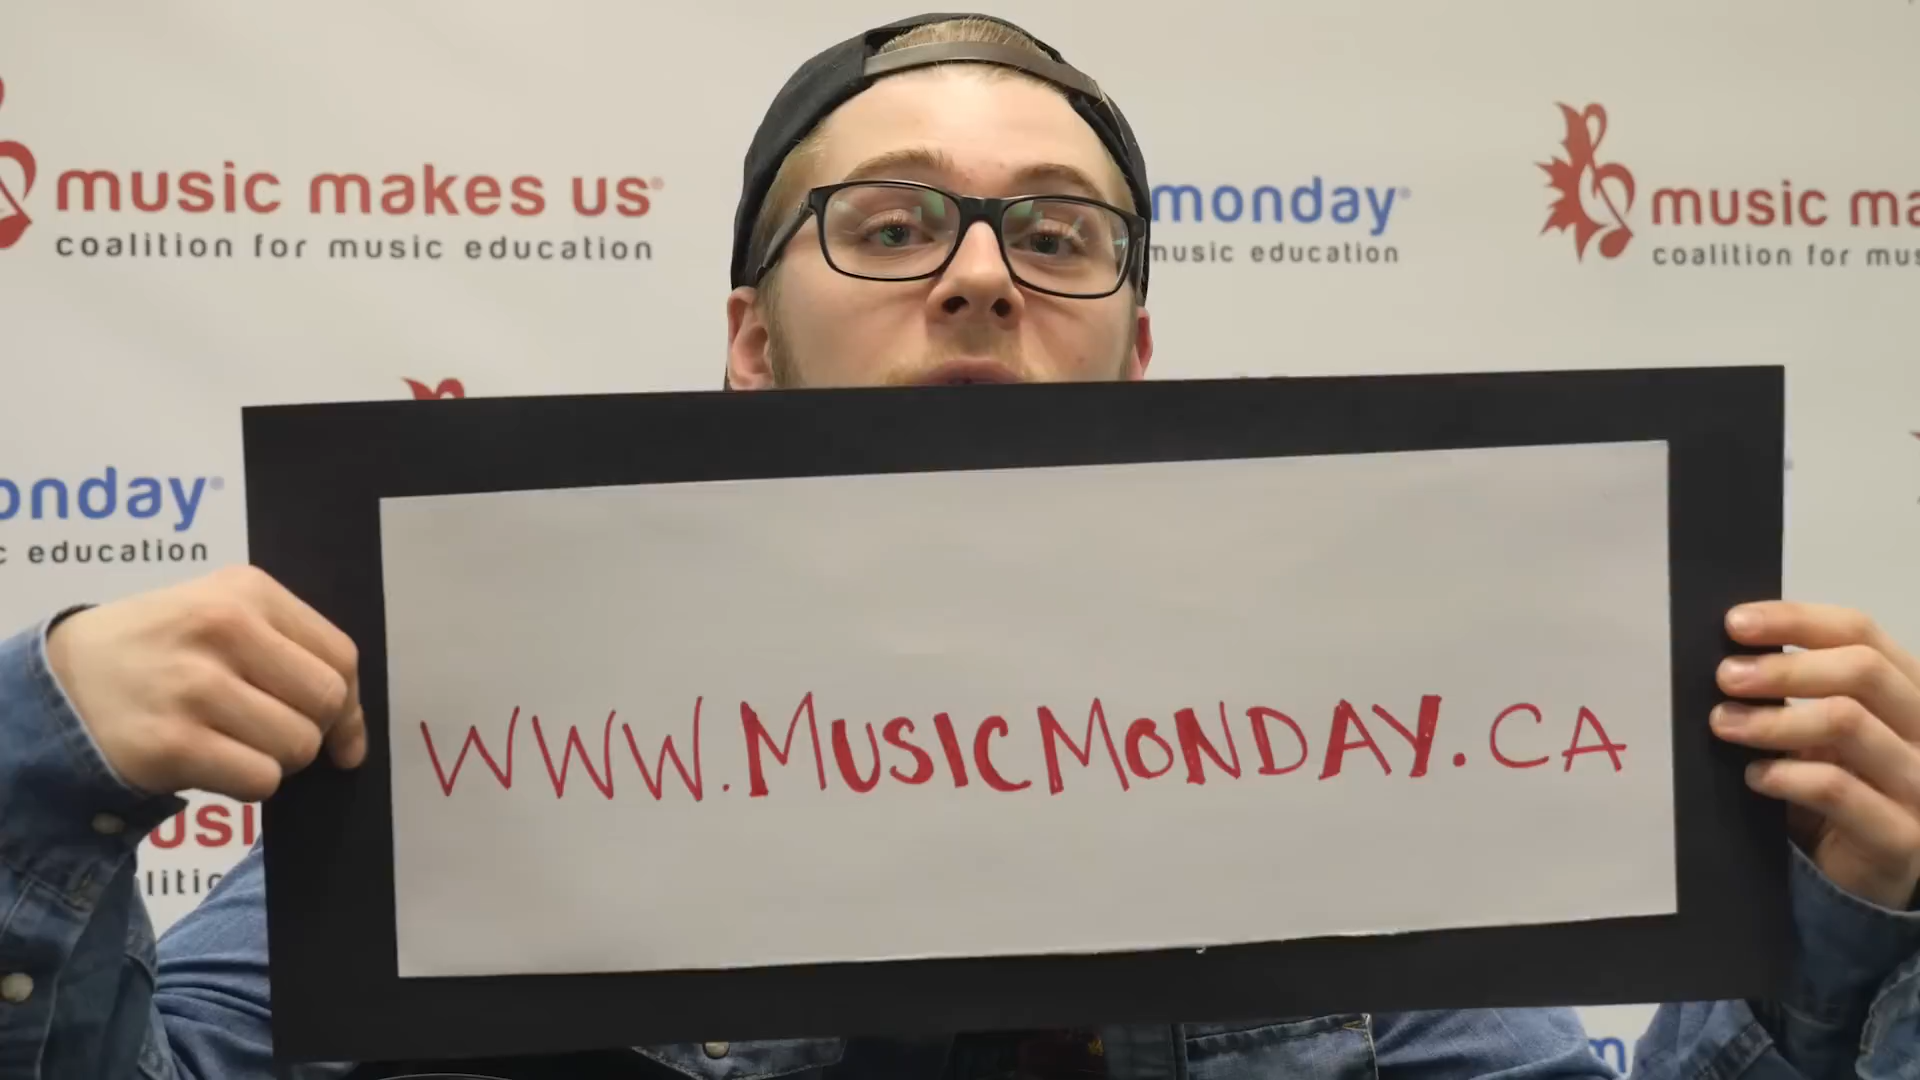 music makes us®
coalition for music education
monday®
music education
music ma
coalition for mus
onday®
c education
WWW.MUSICMONDAY.CA
usi
litic
m